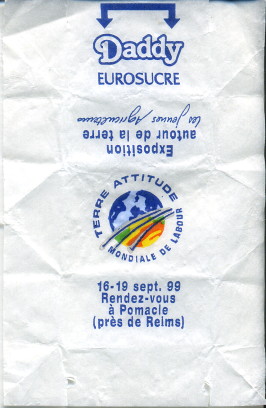 Daddy
EUROSUCRE
Exposition
autour de la terre
Les Jeunes Agriculteurs
TERRE ATTITUDE
MONDIALE DE LABOUR
16-19 sept. 99
Rendez-vous
à Pomacle
(près de Reims)